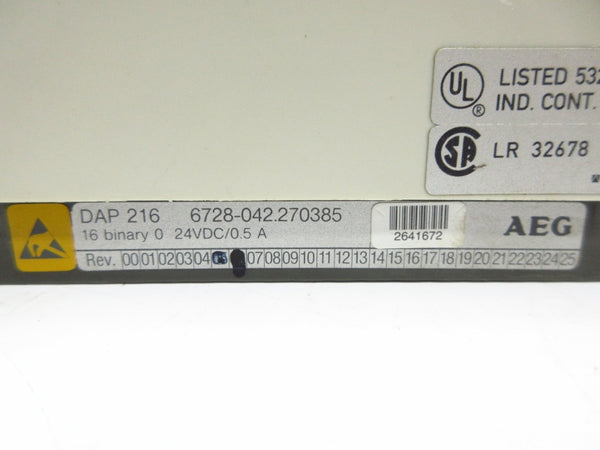 UL
LISTED 532
IND. CONT.
®
SA LR 32678
DAP 216 6728-042.270385
16 binary 0 24VDC/0.5 A
2641672
AEG
Rev. 00 01 02 03 04 07 08 09 10 11 12 13 14 15 16 17 18 19 20 21 22 23 24 25